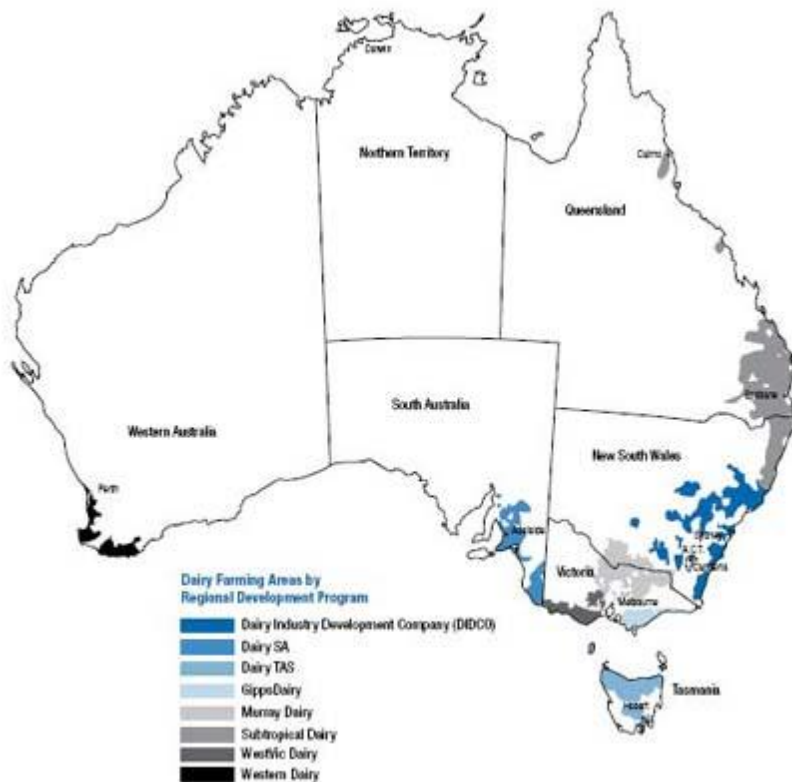 Darwin
Northern Territory
Cairns
Queensland
Brisbane
South Australia
Western Australia
New South Wales
Perth
Adelaide
Sydney
A.C.T.
Canberra
Victoria
Melbourne
Dairy Farming Areas by
Regional Development Program
Dairy Industry Development Company (DIDCO)
Dairy SA
Dairy TAS
GippsDairy
Murray Dairy
Subtropical Dairy
WestVic Dairy
Western Dairy
Tasmania
Hobart